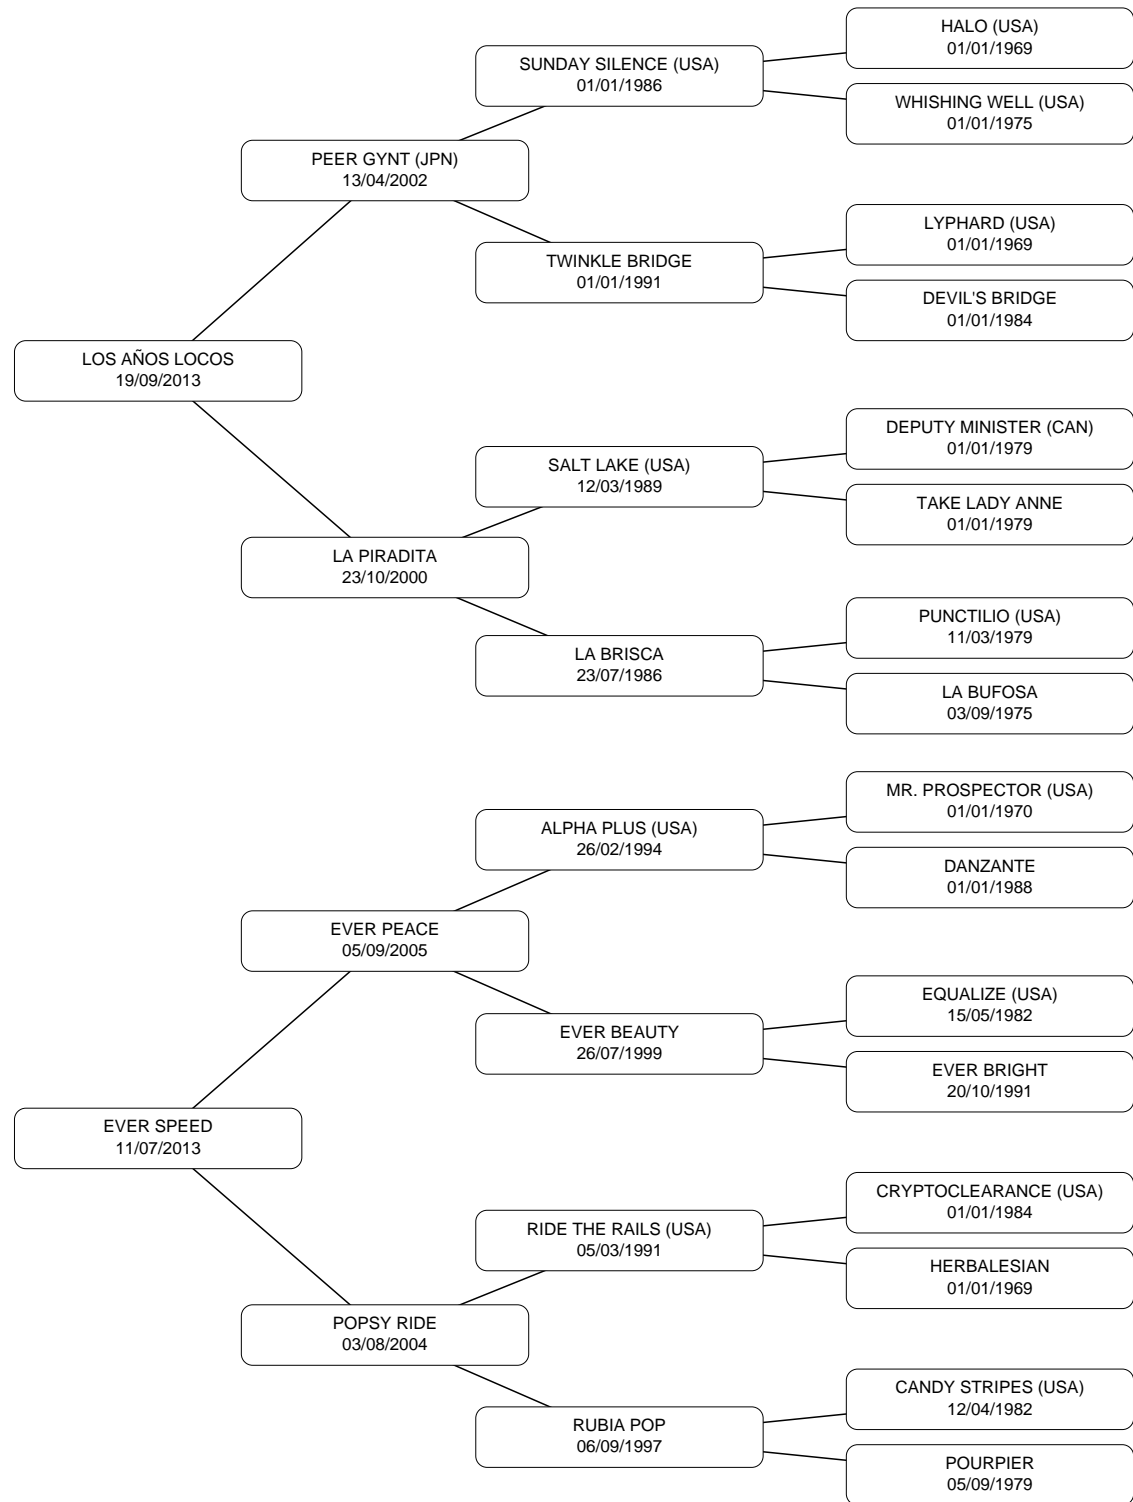 HALO (USA)
01/01/1969
SUNDAY SILENCE (USA)
01/01/1986
WHISHING WELL (USA)
01/01/1975
PEER GYNT (JPN)
13/04/2002
LYPHARD (USA)
01/01/1969
TWINKLE BRIDGE
01/01/1991
DEVIL'S BRIDGE
01/01/1984
LOS AÑOS LOCOS
19/09/2013
DEPUTY MINISTER (CAN)
01/01/1979
SALT LAKE (USA)
12/03/1989
TAKE LADY ANNE
01/01/1979
LA PIRADITA
23/10/2000
PUNCTILIO (USA)
11/03/1979
LA BRISCA
23/07/1986
LA BUFOSA
03/09/1975
MR. PROSPECTOR (USA)
01/01/1970
ALPHA PLUS (USA)
26/02/1994
DANZANTE
01/01/1988
EVER PEACE
05/09/2005
EQUALIZE (USA)
15/05/1982
EVER BEAUTY
26/07/1999
EVER BRIGHT
20/10/1991
EVER SPEED
11/07/2013
CRYPTOCLEARANCE (USA)
01/01/1984
RIDE THE RAILS (USA)
05/03/1991
HERBALESIAN
01/01/1969
POPSY RIDE
03/08/2004
CANDY STRIPES (USA)
12/04/1982
RUBIA POP
06/09/1997
POURPIER
05/09/1979